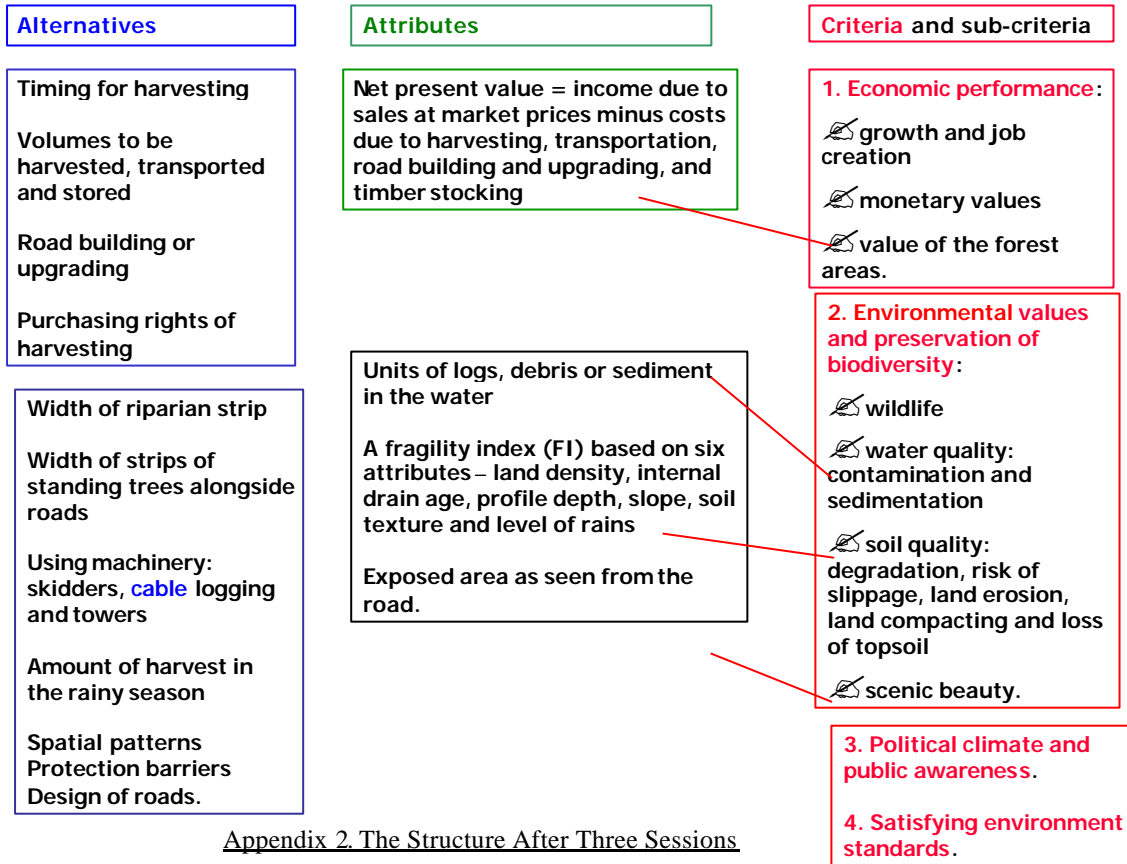 Alternatives
Timing for harvesting
Volumes to be
harvested, transported
and stored
Road building or
upgrading
Purchasing rights of
harvesting
Width of riparian strip
Width of strips of
standing trees alongside
roads
Using machinery:
skidders, cable logging
and towers
Amount of harvest in
the rainy season
Spatial patterns
Protection barriers
Design of roads.
Attributes
Net present value = income due to
sales at market prices minus costs
due to harvesting, transportation,
road building and upgrading, and
timber stocking
Units of logs, debris or sediment
in the water
A fragility index (FI) based on six
attributes – land density, internal
drain age, profile depth, slope, soil
texture and level of rains
Exposed area as seen from the
road.
Criteria and sub-criteria
1. Economic performance:
growth and job
creation
monetary values
value of the forest
areas.
2. Environmental values
and preservation of
biodiversity:
wildlife
water quality:
contamination and
sedimentation
soil quality:
degradation, risk of
slippage, land erosion,
land compacting and loss
of topsoil
scenic beauty.
3. Political climate and
public awareness.
4. Satisfying environment
standards.
Appendix 2. The Structure After Three Sessions